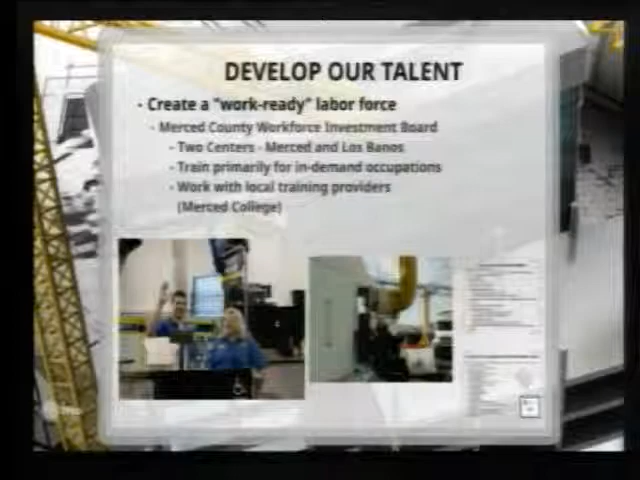 DEVELOP OUR TALENT
- Create a "work-ready" labor force
- Merced County Workforce Investment Board
- Two Centers - Merced and Los Banos
- Train primarily for in-demand occupations
- Work with local training providers
(Merced College)